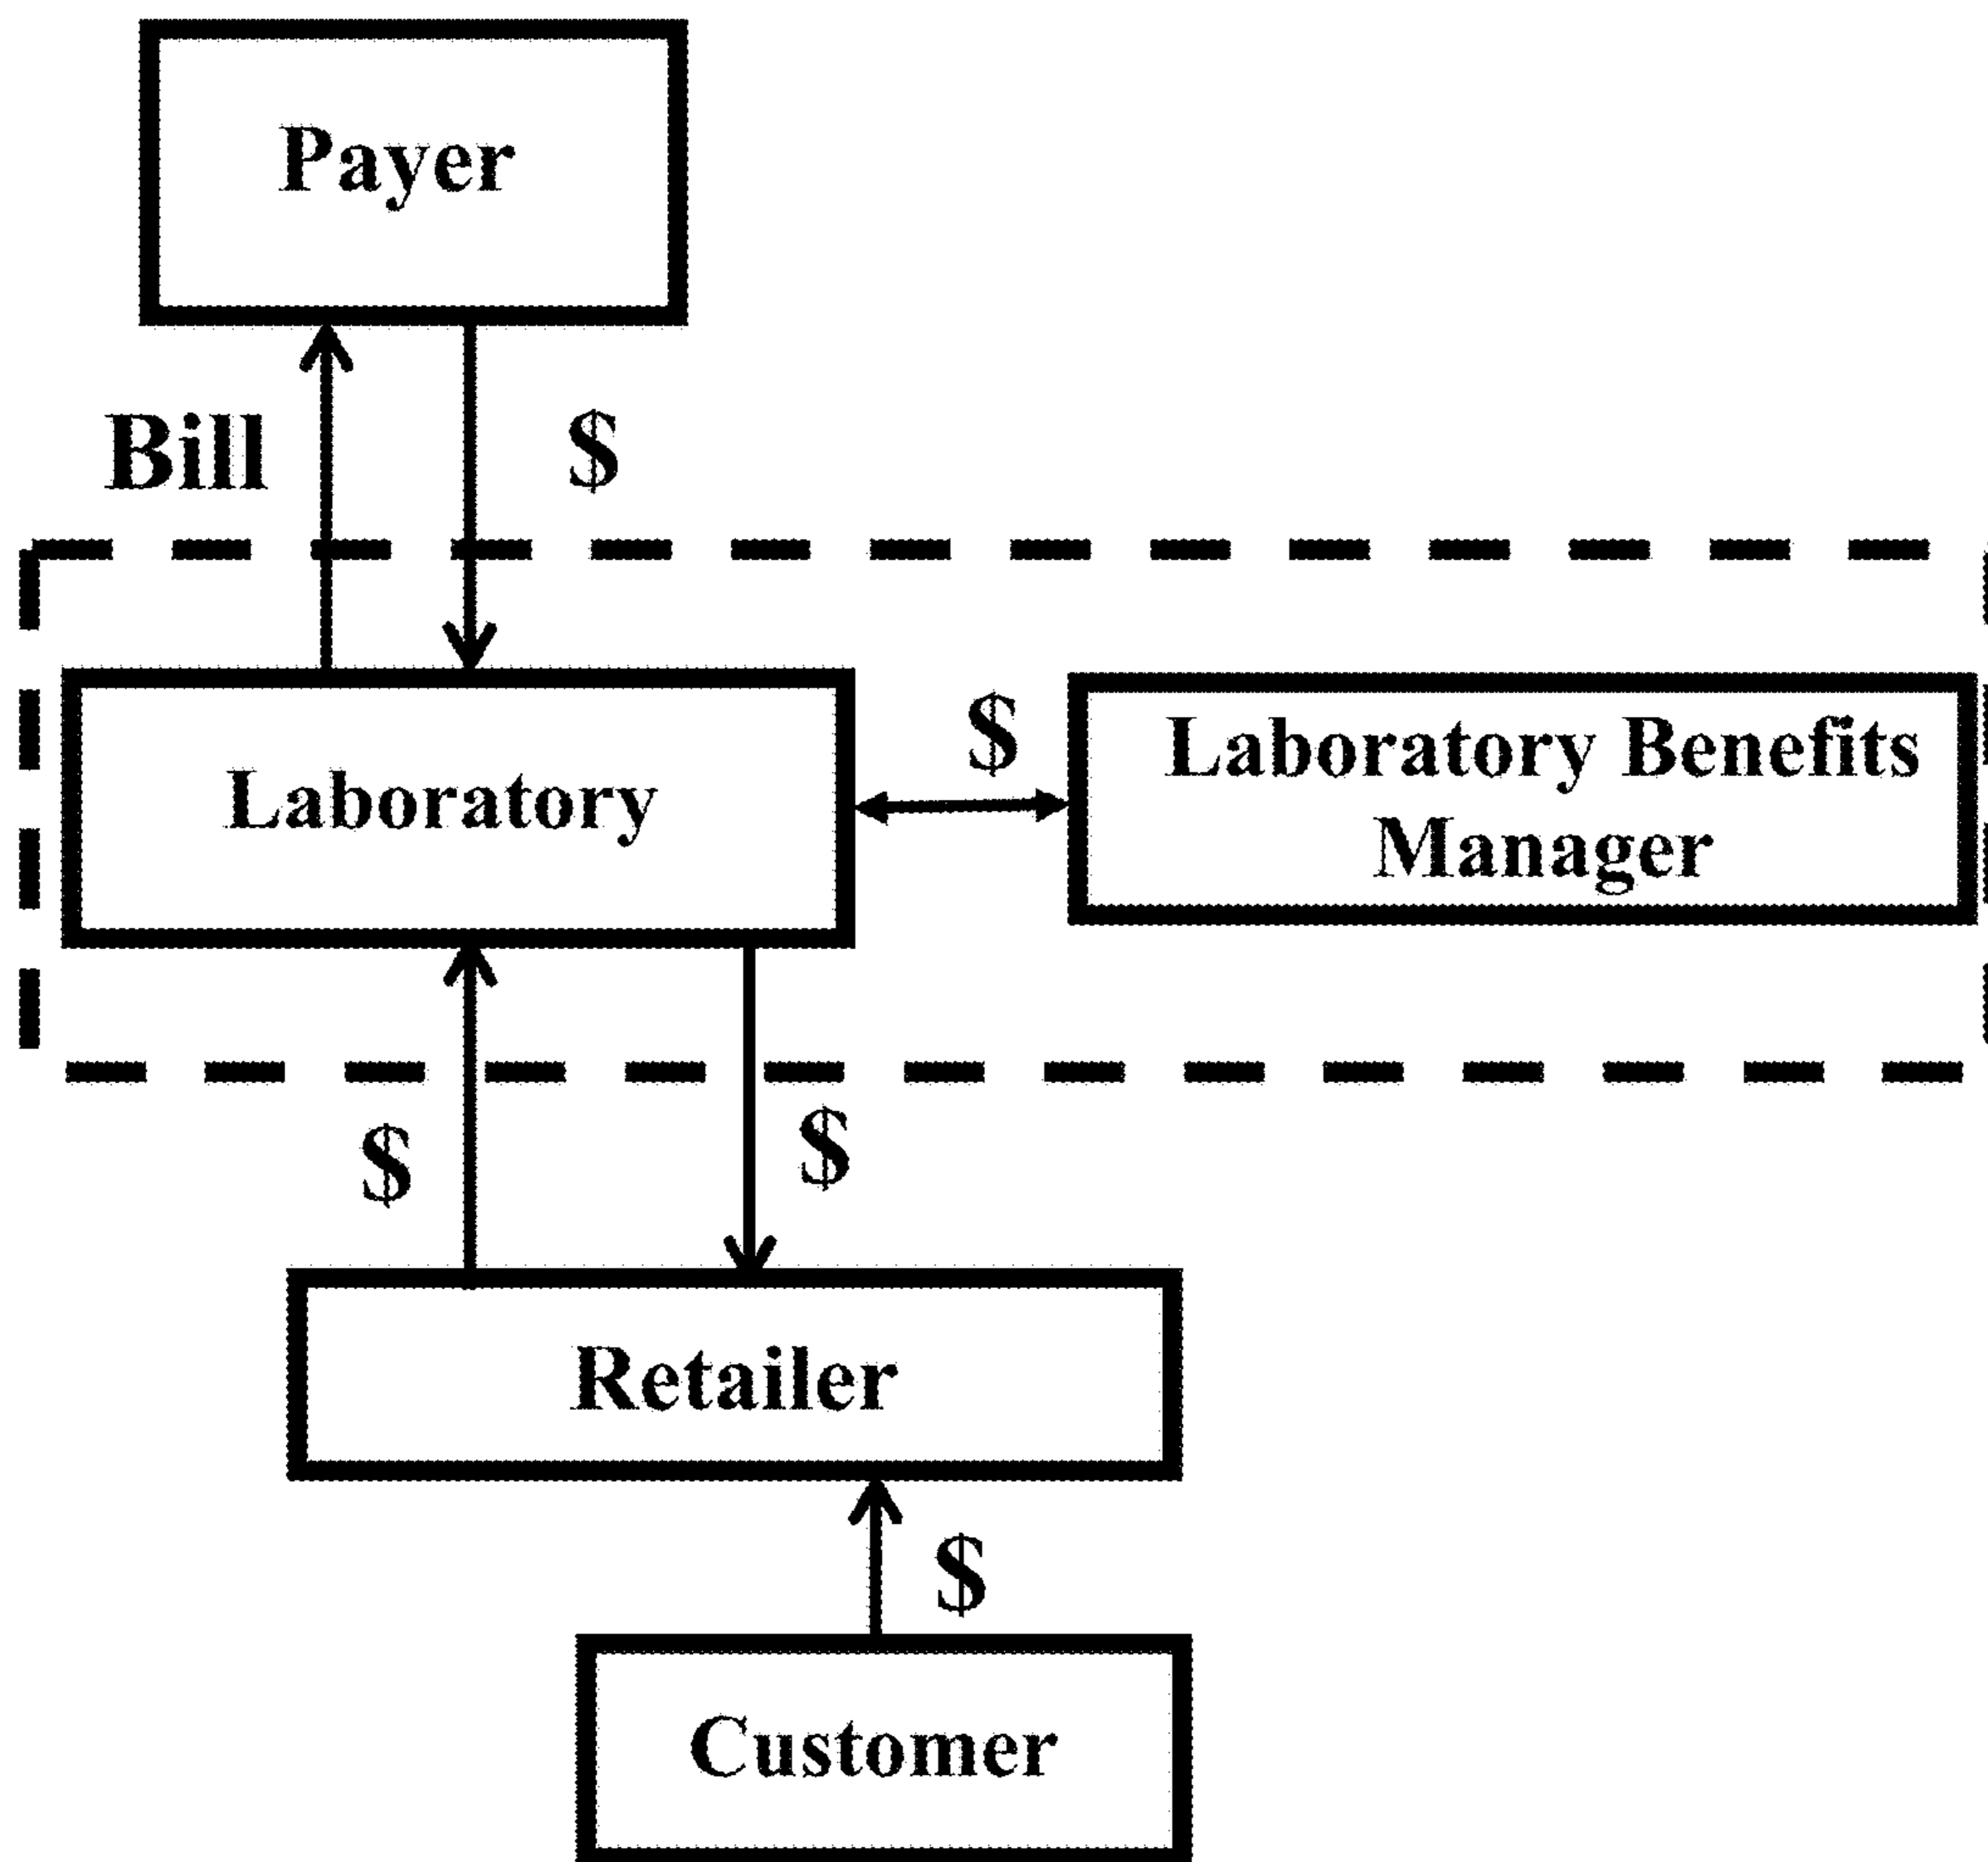 Payer
Bill
$
Laboratory
$
Laboratory Benefits
Manager
$
$
Retailer
$
Customer